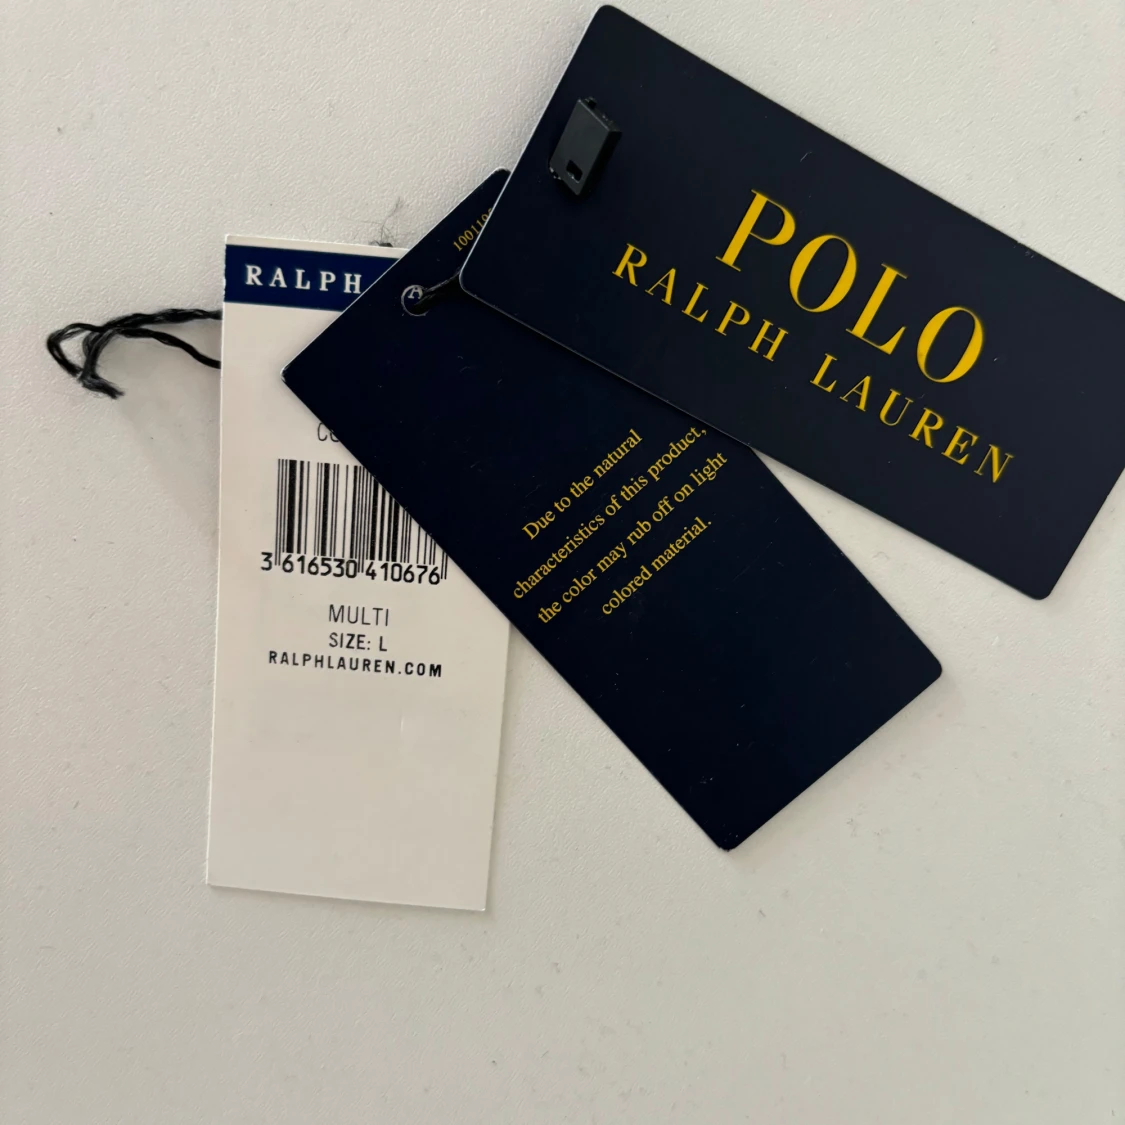 POLO
RALPH LAUREN
RALPH
3 616530 410676
MULTI
SIZE: L
RALPHLAUREN.COM
Due to the natural
characteristics of this product,
the color may rub off on light
colored material.